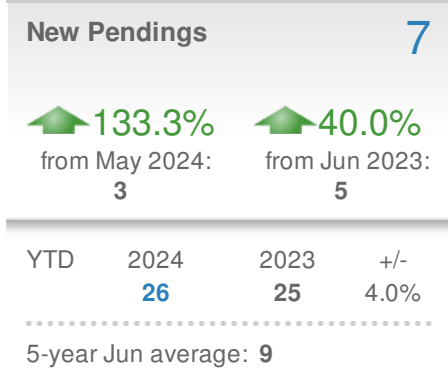 New Pendings 7
133.3% 40.0%
from May 2024: from Jun 2023:
3 5
YTD 2024 2023 +/-
26 25 4.0%
5-year Jun average: 9